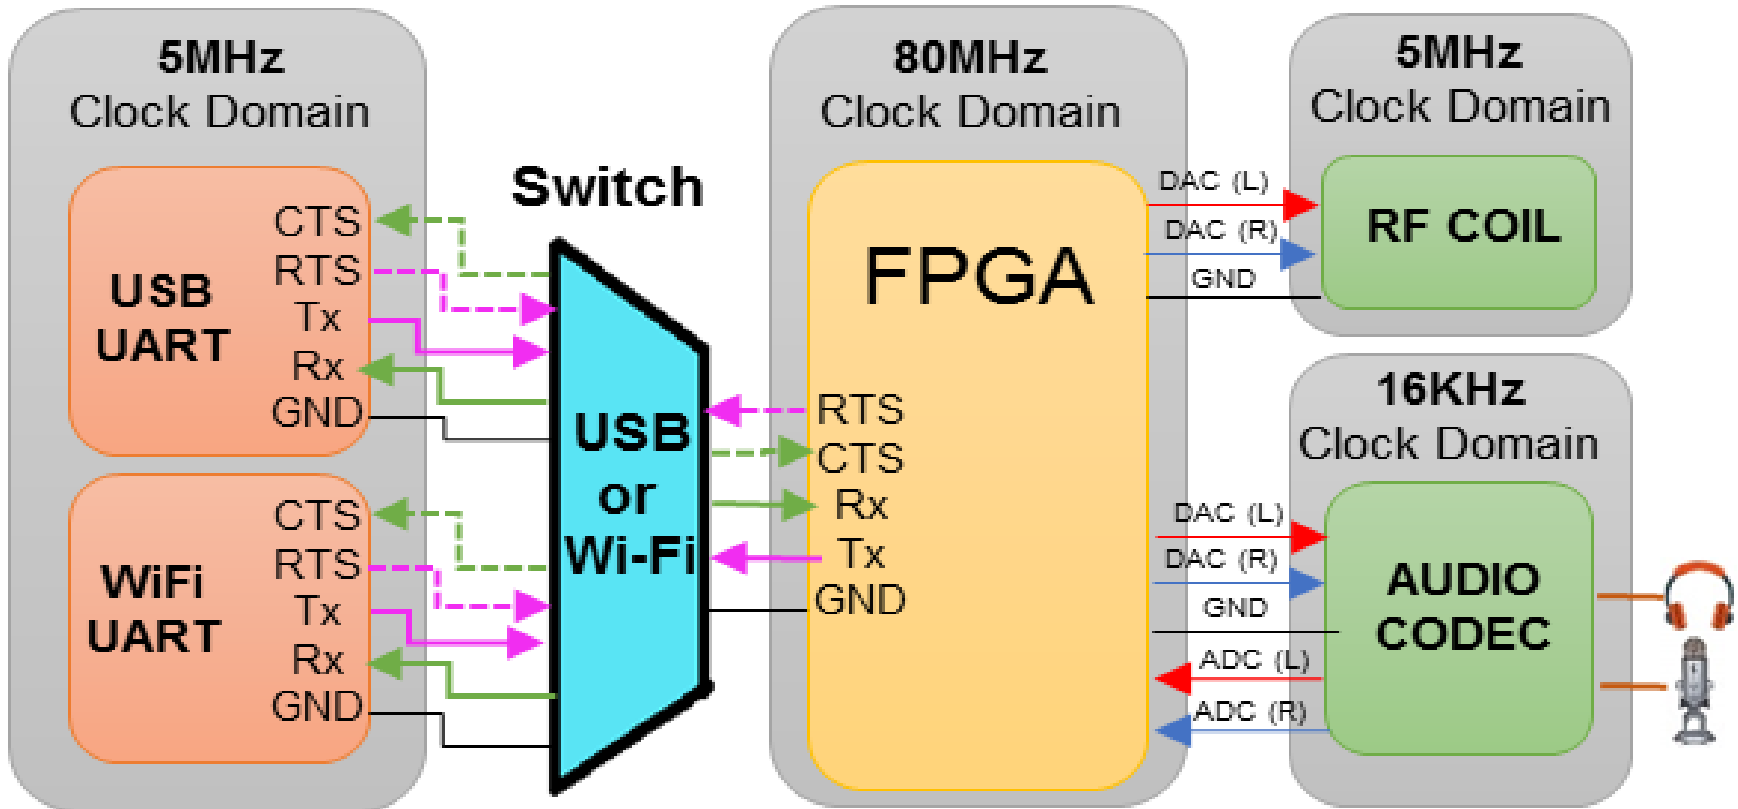 5MHz
Clock Domain
USB
UART
CTS
RTS
Tx
Rx
GND
WiFi
UART
CTS
RTS
Tx
Rx
GND
Switch
USB
or
Wi-Fi
80MHz
Clock Domain
FPGA
RTS
CTS
Rx
Tx
GND
DAC (L)
DAC (R)
GND
5MHz
Clock Domain
RF COIL
DAC (L)
DAC (R)
GND
ADC (L)
ADC (R)
16KHz
Clock Domain
AUDIO
CODEC